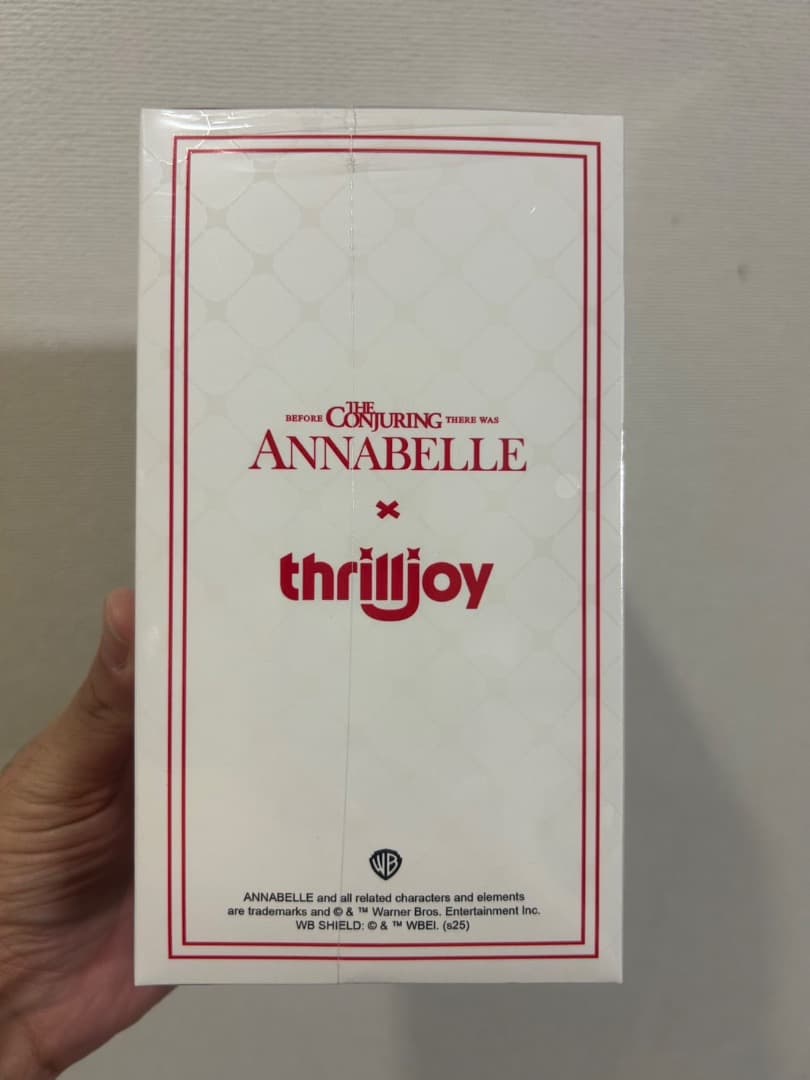 BEFORE THE CONJURING THERE WAS
ANNABELLE
×
thrilljoy
WB
ANNABELLE and all related characters and elements
are trademarks and © & ™ Warner Bros. Entertainment Inc.
WB SHIELD: © & ™ WBEI. (s25)